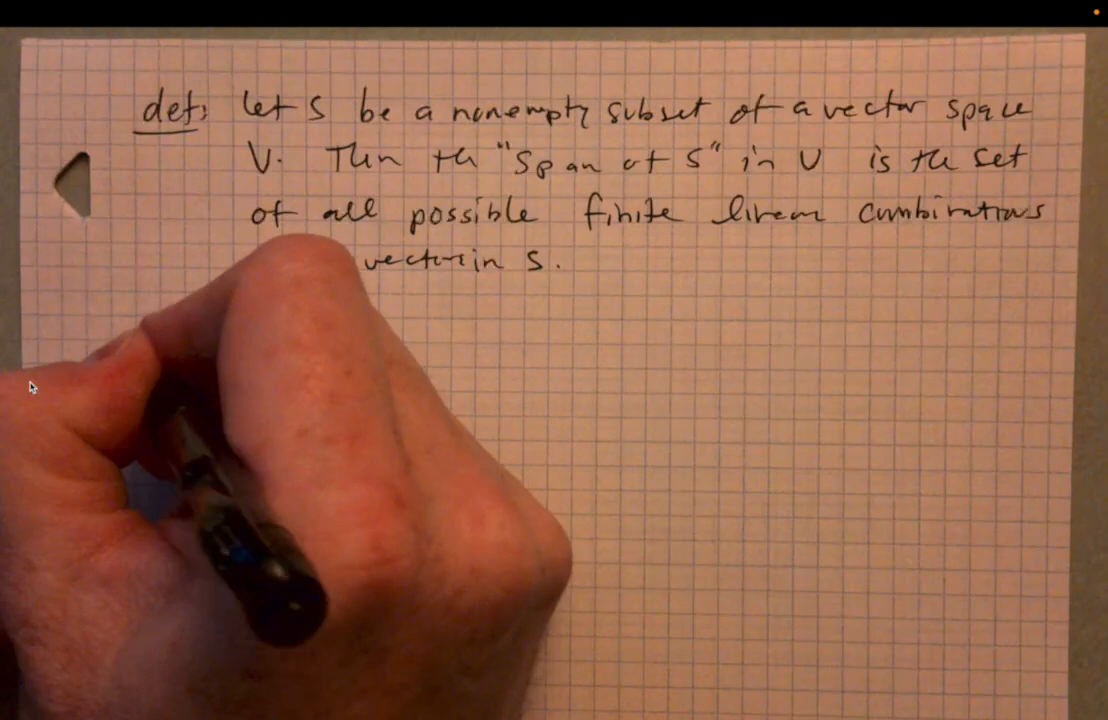 def: Let S be a nonempty subset of a vector space
V. Then the "Span of S" in V is the set
of all possible finite linear combinations
vector in S.